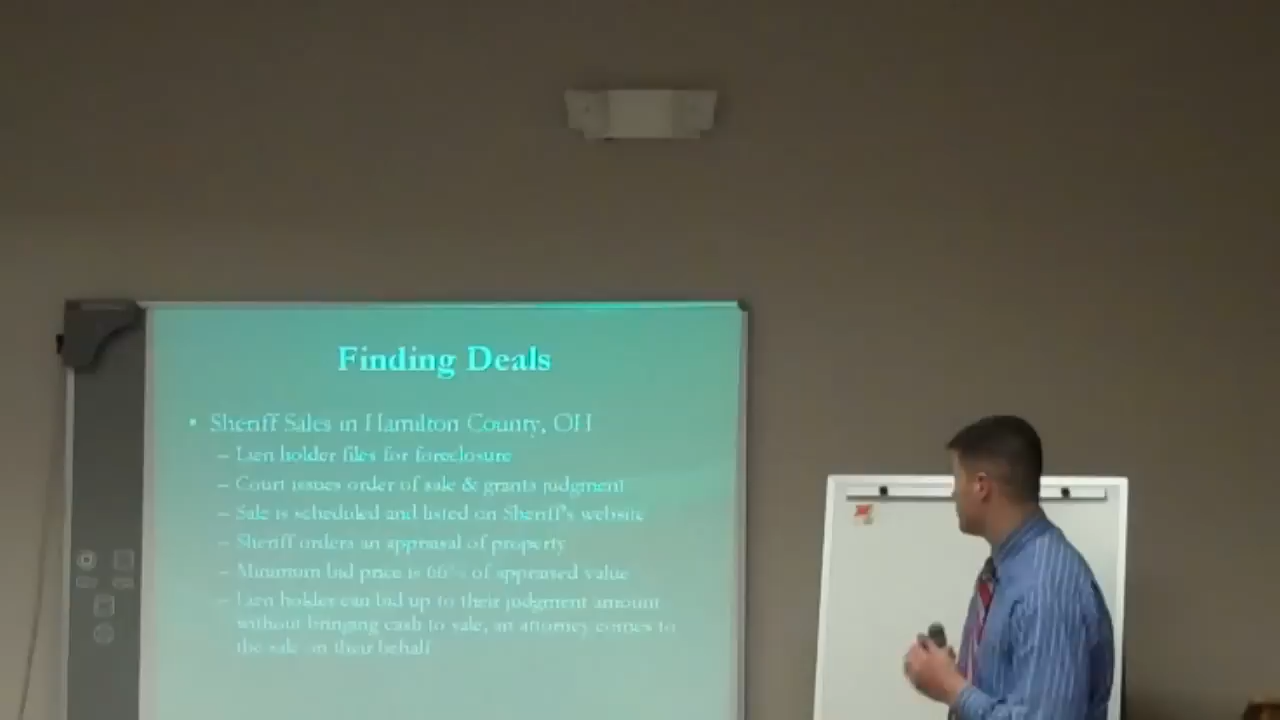 Finding Deals
• Sheriff Sales in Hamilton County, OH
– Lien holder files for foreclosure
– Court issues order of sale & grants judgment
– Sale is scheduled and listed on Sheriff's website
– Sheriff orders an appraisal of property
– Minimum bid price is 66% of appraised value
– Lien holder can bid up to their judgment amount
without bringing cash to sale, an attorney comes to
the sale on their behalf